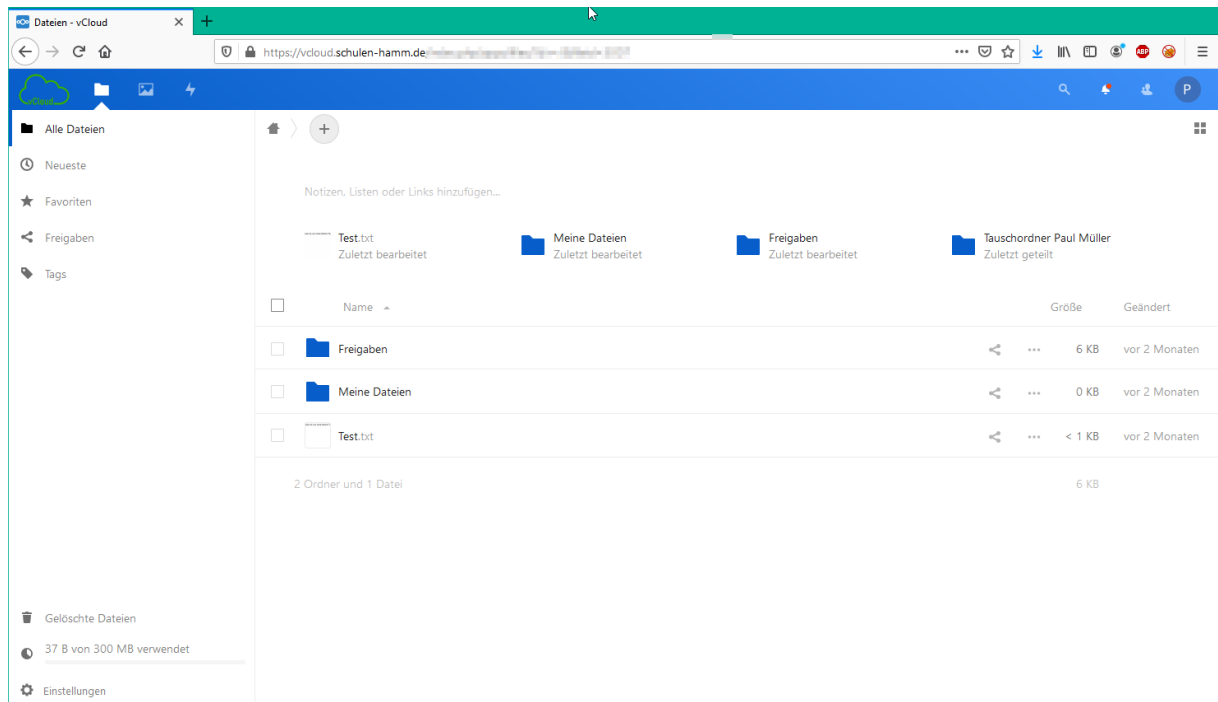 Dateien - vCloud
https://vcloud.schulen-hamm.de
ABP
vCloud
P
Alle Dateien
Neueste
Favoriten
Freigaben
Tags
Notizen, Listen oder Links hinzufügen...
Test.txt
Zuletzt bearbeitet
Meine Dateien
Zuletzt bearbeitet
Freigaben
Zuletzt bearbeitet
Tauschordner Paul Müller
Zuletzt geteilt
Name Größe Geändert
Freigaben 6 KB vor 2 Monaten
Meine Dateien 0 KB vor 2 Monaten
Test.txt < 1 KB vor 2 Monaten
2 Ordner und 1 Datei 6 KB
Gelöschte Dateien
37 B von 300 MB verwendet
Einstellungen